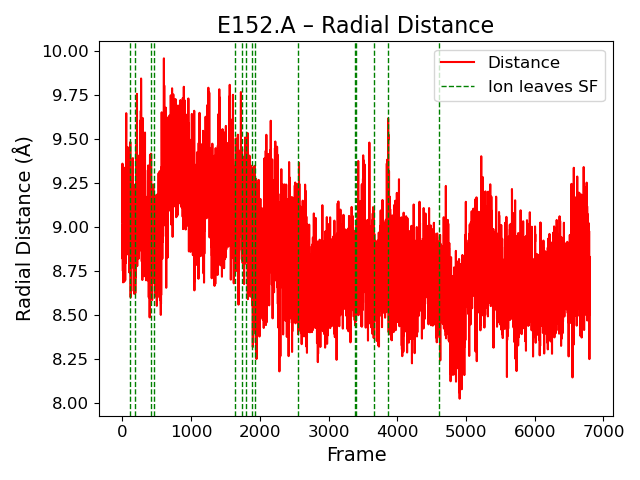 E152.A – Radial Distance
Radial Distance (Å)
10.00
9.75
9.50
9.25
9.00
8.75
8.50
8.25
8.00
Distance
Ion leaves SF
0 1000 2000 3000 4000 5000 6000 7000
Frame